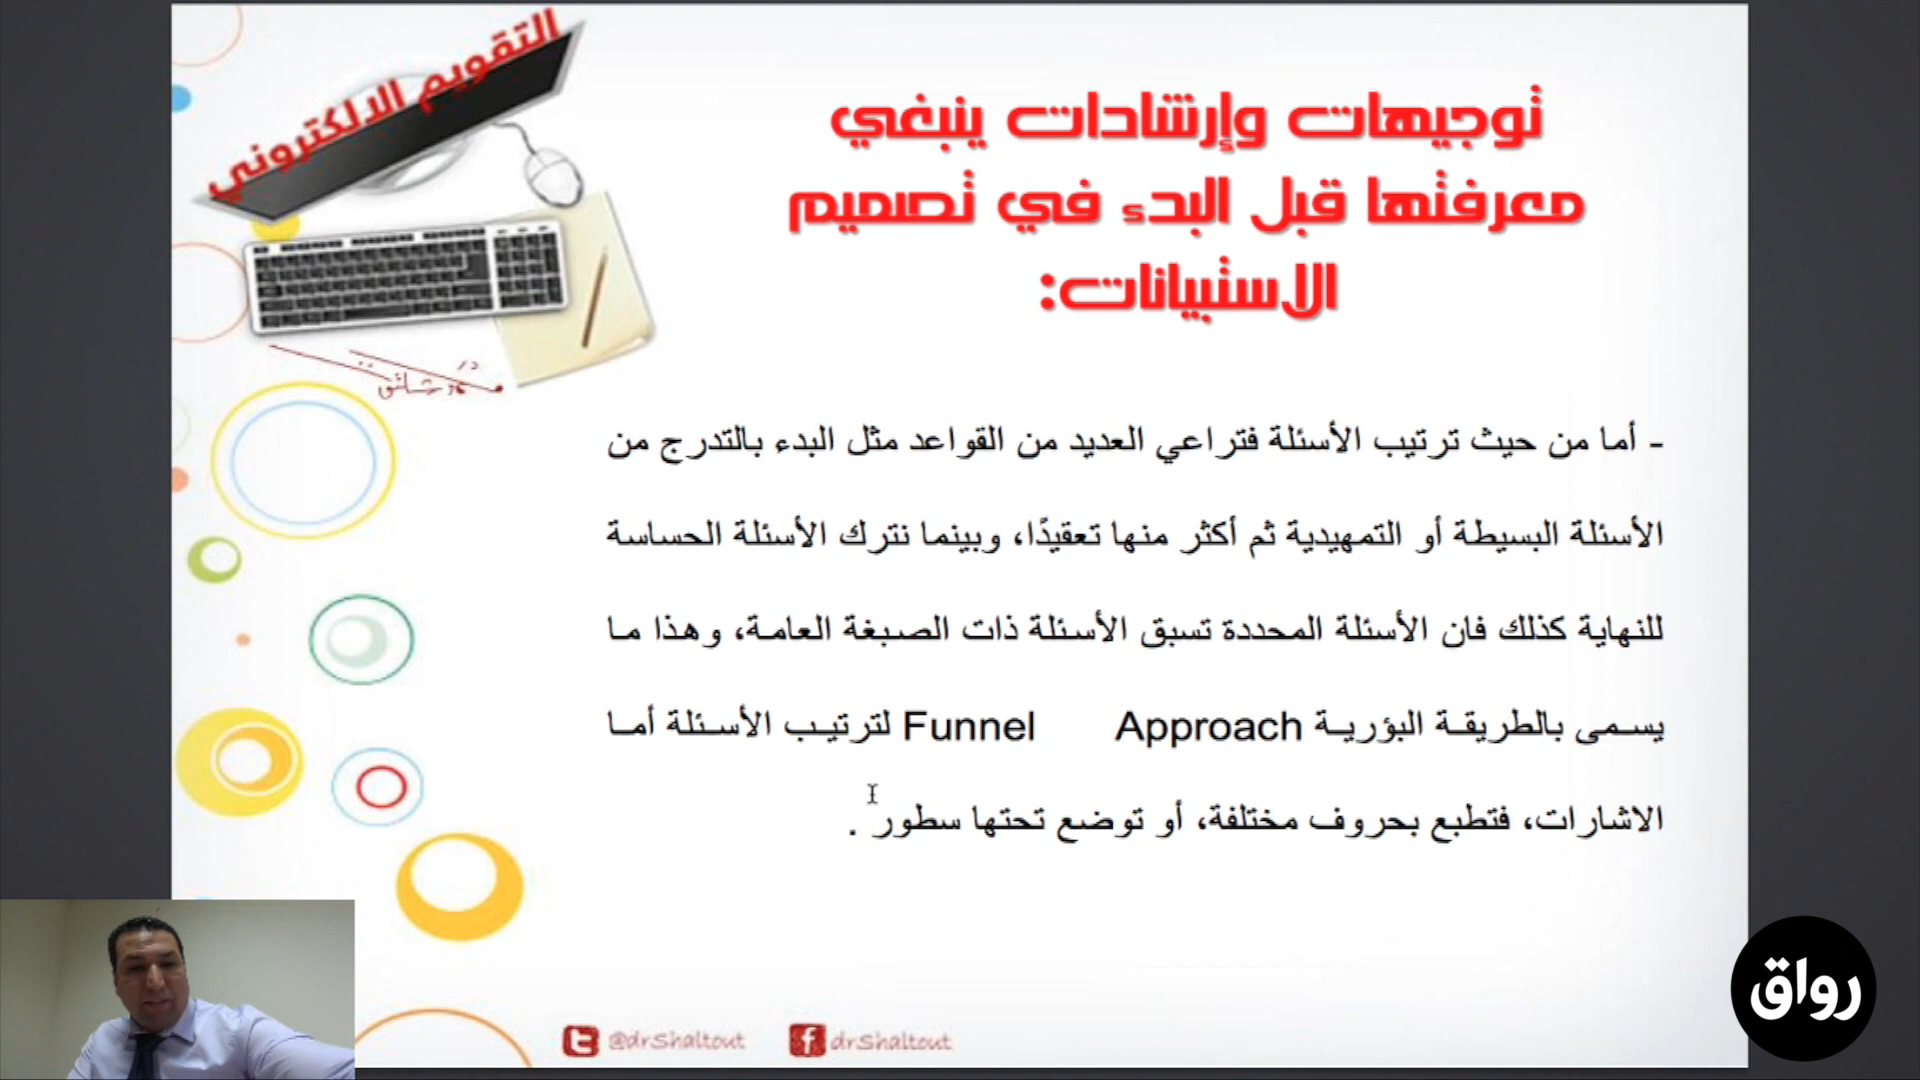 التقويم الالكتروني
توجيهات وإرشادات ينبغي
معرفتها قبل البدء في تصميم
الاستبيانات:
- أما من حيث ترتيب الأسئلة فتراعي العديد من القواعد مثل البدء بالتدرج من
الأسئلة البسيطة أو التمهيدية ثم أكثر منها تعقيدًا، وبينما نترك الأسئلة الحساسة
للنهاية كذلك فان الأسئلة المحددة تسبق الأسئلة ذات الصبغة العامة، وهذا ما
يسمى بالطريقة البؤرية Funnel Approach لترتيب الأسئلة أما
الاشارات، فتطبع بحروف مختلفة، أو توضع تحتها سطور .
@drShaltout
drShaltout
رواق